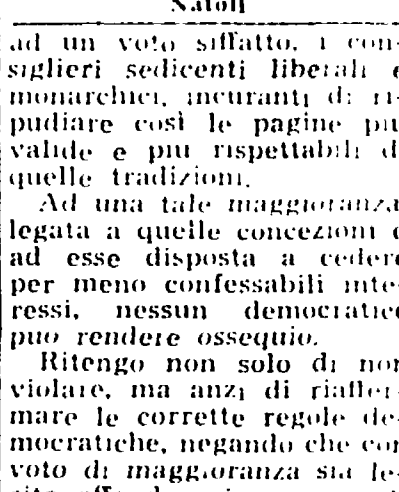 Natoli
ad un voto siffatto, i con-
siglieri sedicenti liberali e
monarchici, incuranti di ri-
pudiare così le pagine più
valide e più rispettabili di
quelle tradizioni.
Ad una tale maggioranza
legata a quelle concezioni e
ad esse disposta a cedere
per meno confessabili inte-
ressi, nessun democratico
può rendere ossequio.
Ritengo non solo di non
violare, ma anzi di riaffer-
mare le corrette regole de-
mocratiche, negando che con
voto di maggioranza sia le-